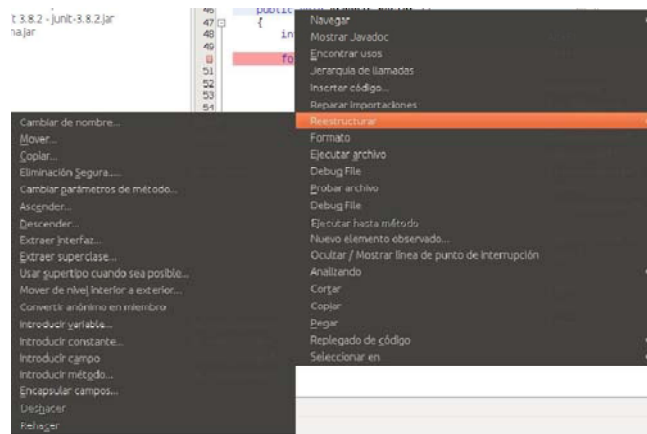 t 3.8.2 - junit-3.8.2.jar
na.jar
46 public
47 {
48 in
49
fo
51
52
53
54
Navegar
Mostrar Javadoc
Encontrar usos
Jerarquía de llamadas
Insertar código...
Reparar importaciones
Reestructurar
Formato
Ejecutar archivo
Debug File
Probar archivo
Debug File
Ejecutar hasta método
Nuevo elemento observado...
Ocultar / Mostrar línea de punto de interrupción
Analizando
Cortar
Copiar
Pegar
Replegado de código
Seleccionar en
Cambiar de nombre...
Mover...
Copiar...
Eliminación Segura.....
Cambiar parámetros de método...
Ascender...
Descender...
Extraer interfaz...
Extraer superclase...
Usar supertipo cuando sea posible...
Mover de nivel interior a exterior...
Convertir anónimo en miembro
Introducir variable...
Introducir constante...
Introducir campo
Introducir método...
Encapsular campos...
Deshacer
Rehacer